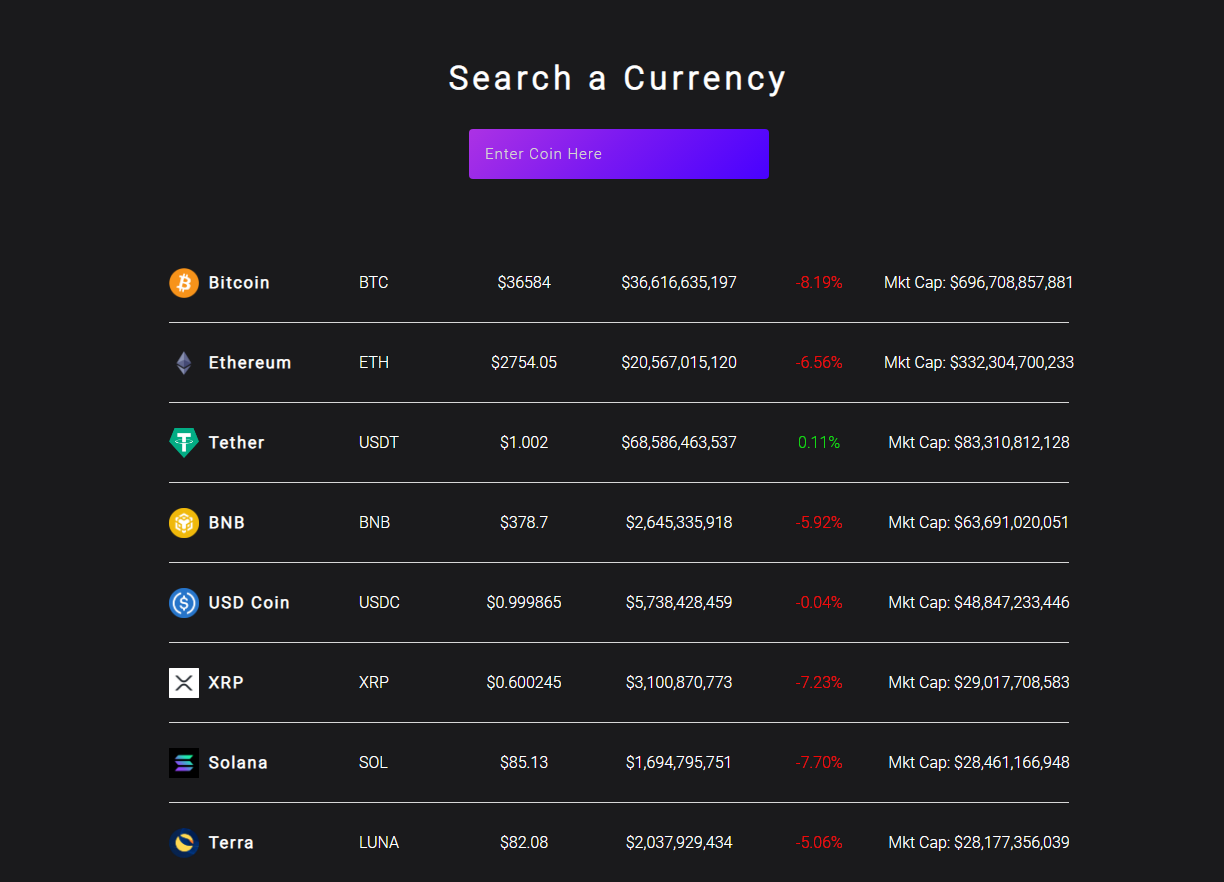 Search a Currency
Enter Coin Here
Bitcoin BTC $36584 $36,616,635,197 -8.19% Mkt Cap: $696,708,857,881
Ethereum ETH $2754.05 $20,567,015,120 -6.56% Mkt Cap: $332,304,700,233
Tether USDT $1.002 $68,586,463,537 0.11% Mkt Cap: $83,310,812,128
BNB BNB $378.7 $2,645,335,918 -5.92% Mkt Cap: $63,691,020,051
USD Coin USDC $0.999865 $5,738,428,459 -0.04% Mkt Cap: $48,847,233,446
XRP XRP $0.600245 $3,100,870,773 -7.23% Mkt Cap: $29,017,708,583
Solana SOL $85.13 $1,694,795,751 -7.70% Mkt Cap: $28,461,166,948
Terra LUNA $82.08 $2,037,929,434 -5.06% Mkt Cap: $28,177,356,039